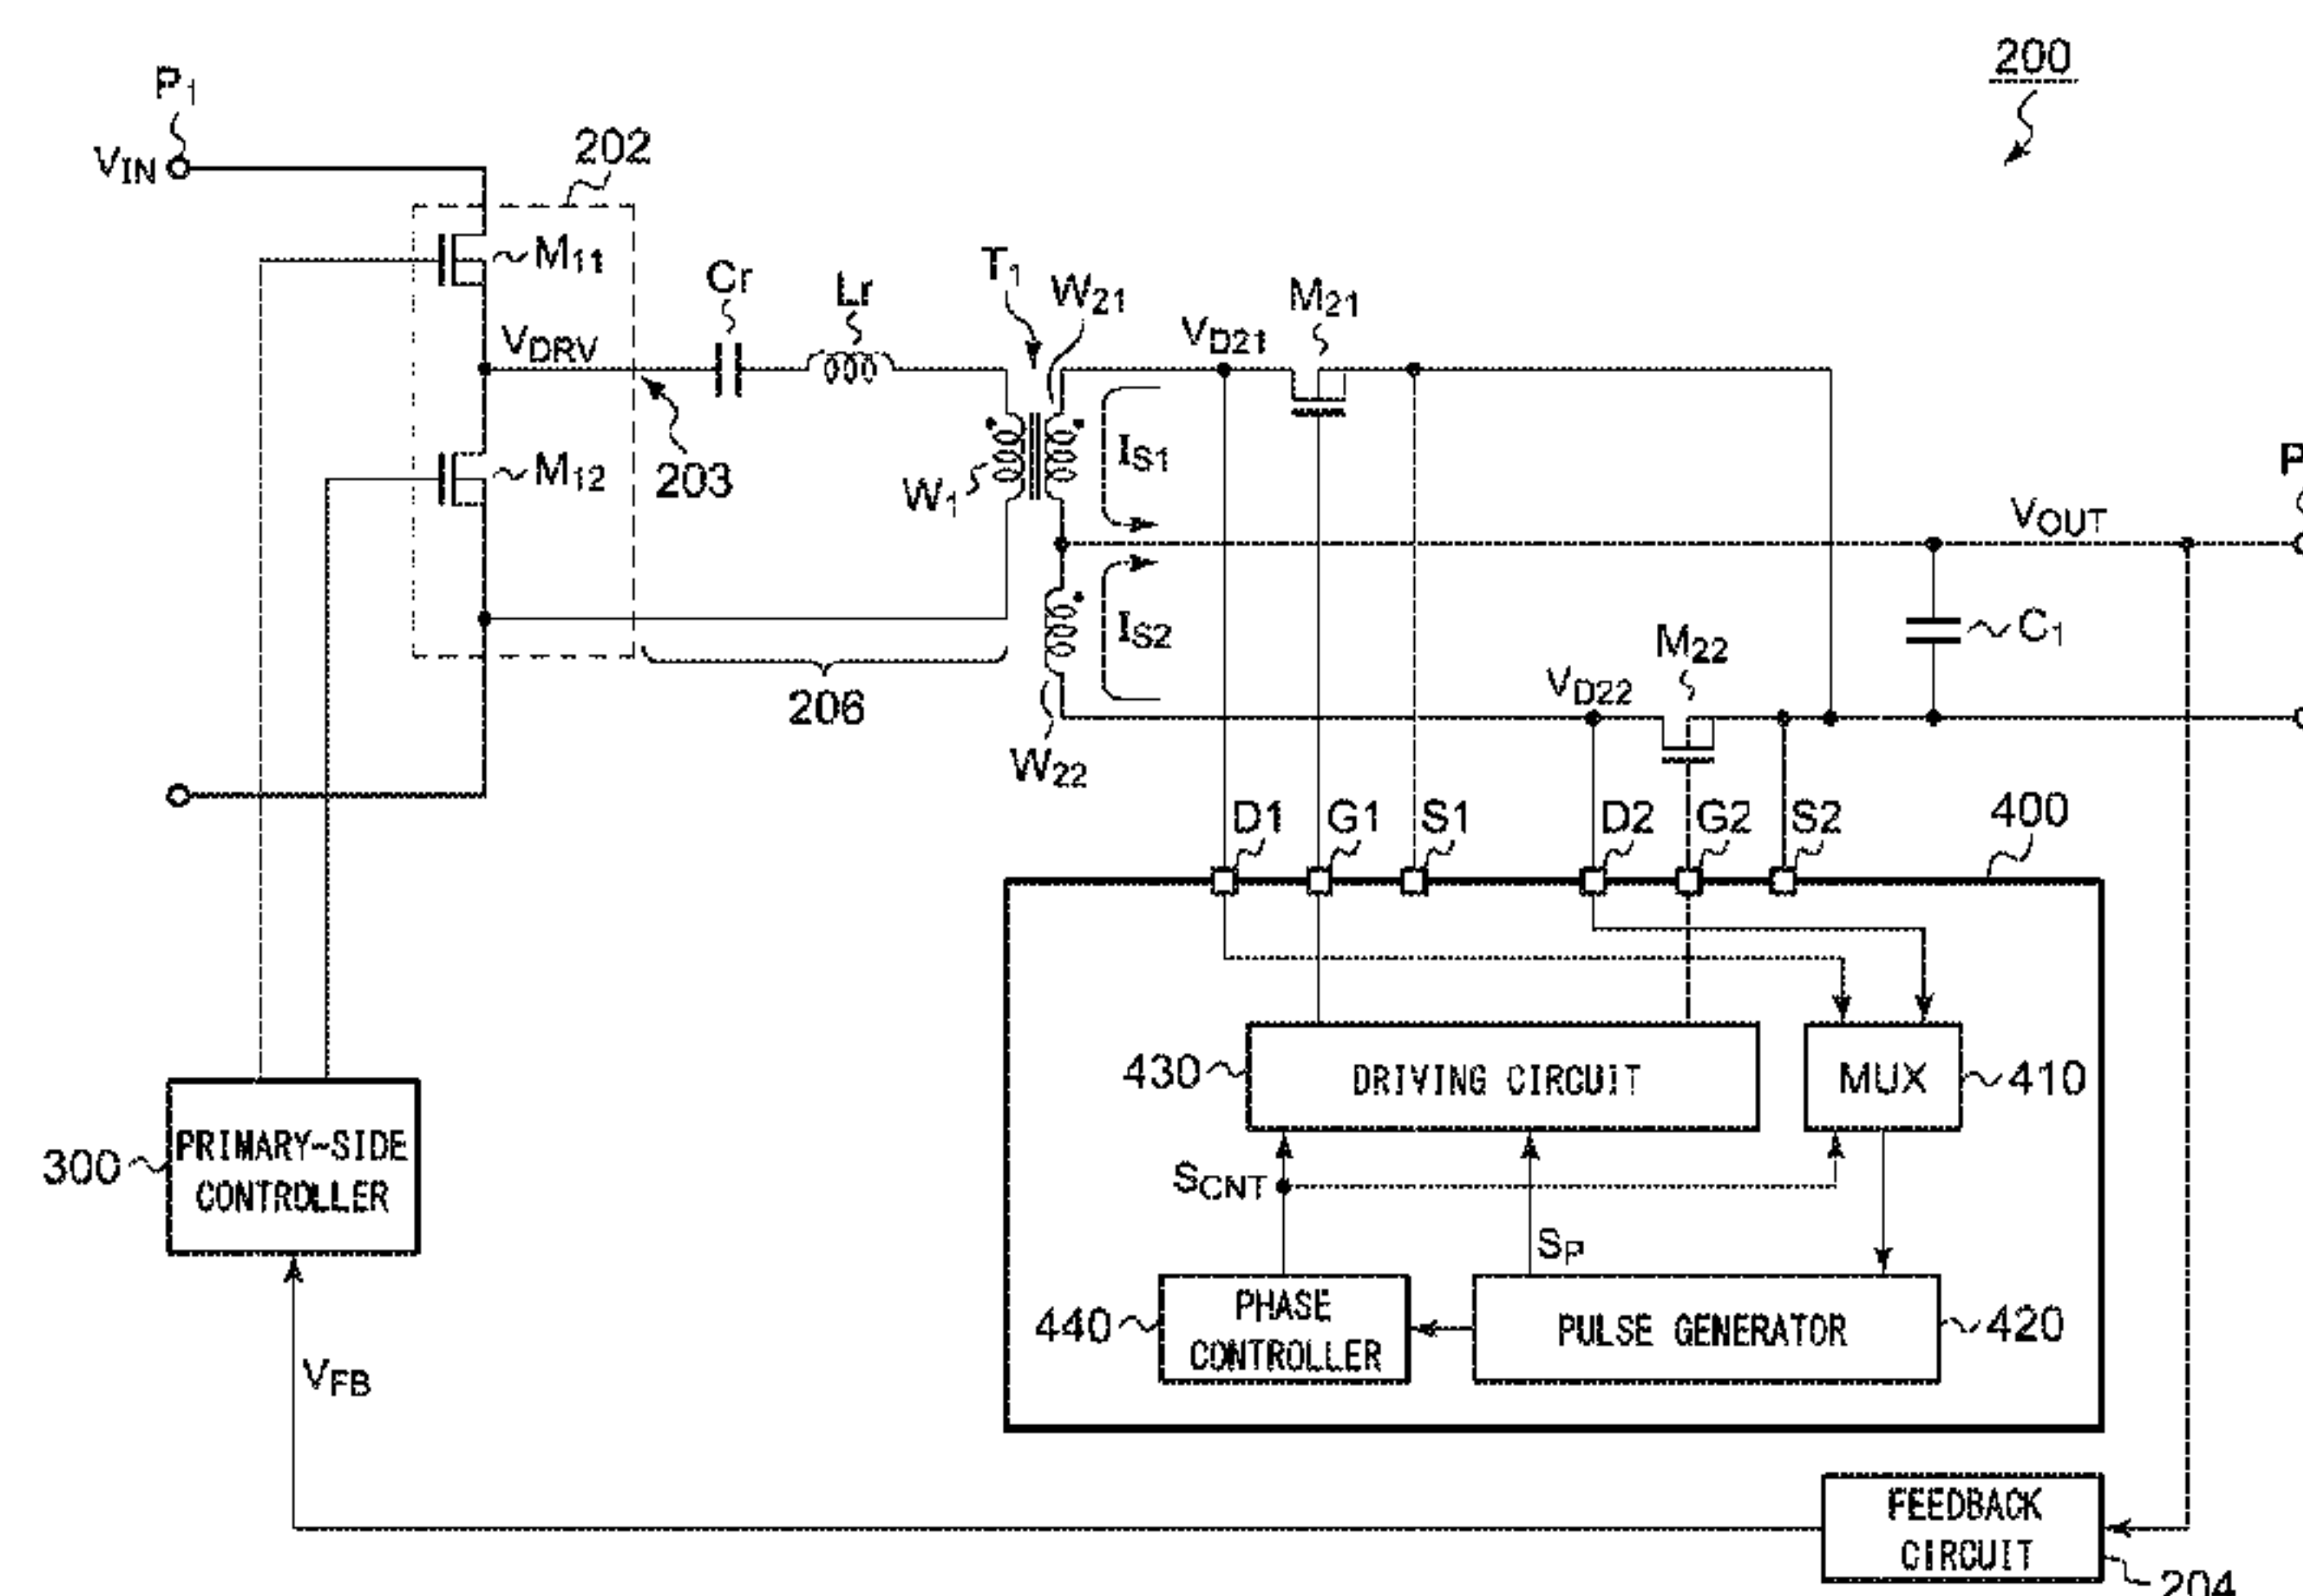 200
P1
VIN
202
M11
Cr
Lr
T1
W21
M21
VD21
VDRV
203
W1
IS1
M12
P
VOUT
IS2
C1
M22
VD22
206
W22
D1
G1
S1
D2
G2
S2
400
430
DRIVING CIRCUIT
MUX
410
300
PRIMARY-SIDE
CONTROLLER
SCNT
SP
440
PHASE
CONTROLLER
PULSE GENERATOR
420
VFB
FEEDBACK
CIRCUIT
204